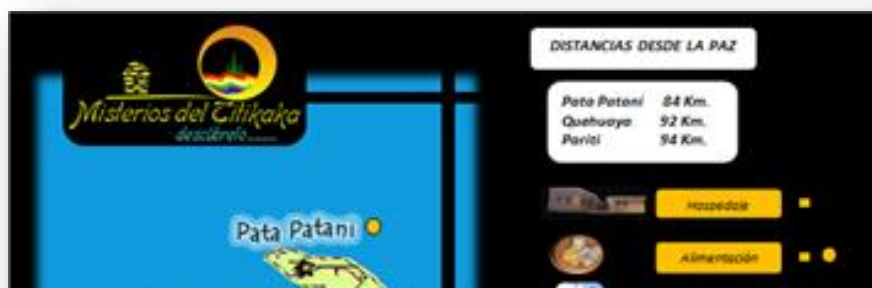 Misterios del Titikaka
descúbrelo......
Pata Patani
DISTANCIAS DESDE LA PAZ
Pata Patani 84 Km.
Quehuaya 92 Km.
Pariti 94 Km.
Hospedaje
Alimentación